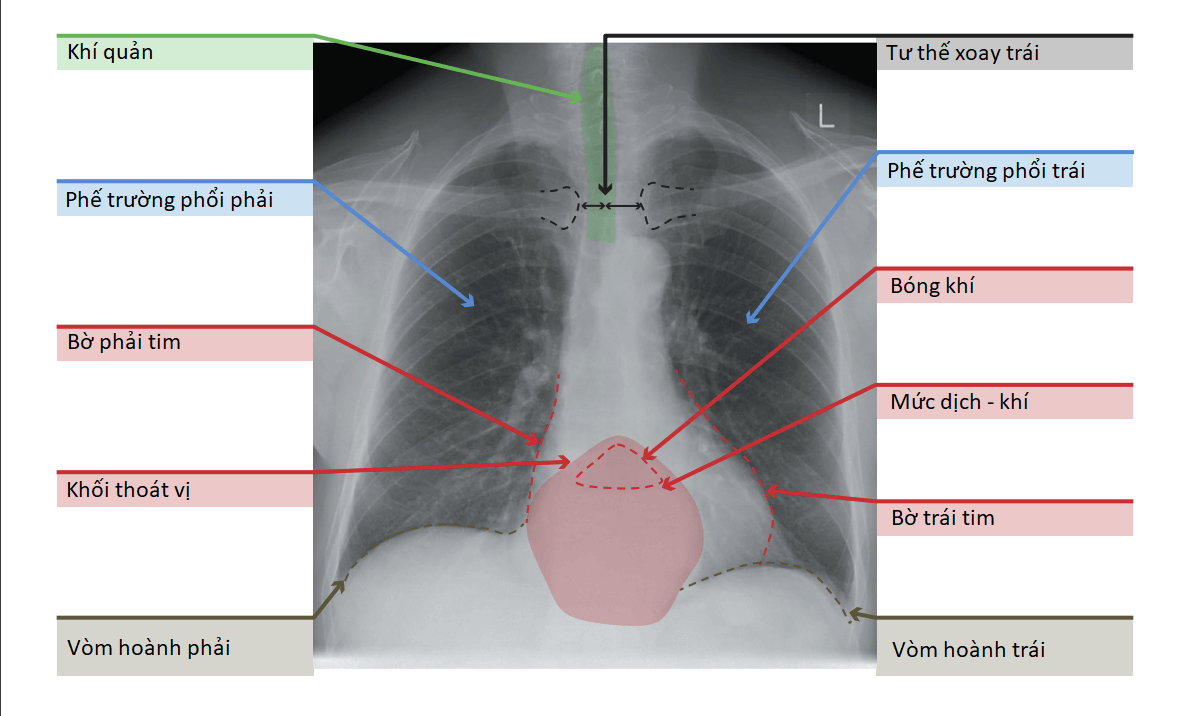 Khí quản
Tư thế xoay trái
L
Phế trường phổi trái
Phế trường phổi phải
Bóng khí
Bờ phải tim
Mức dịch - khí
Khối thoát vị
Bờ trái tim
Vòm hoành phải
Vòm hoành trái